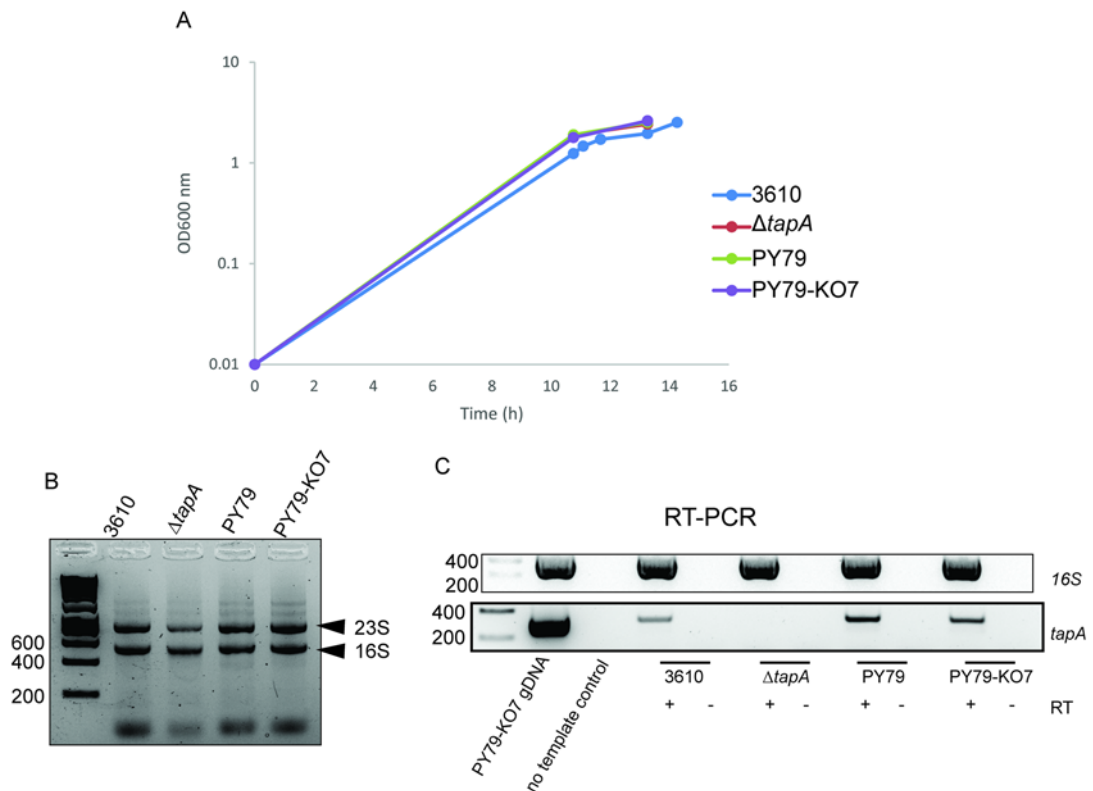 A
10
1
0.1
0.01
OD600 nm
0 2 4 6 8 10 12 14 16
Time (h)
3610
ΔtapA
PY79
PY79-KO7
B
3610 ΔtapA PY79 PY79-KO7
600
400
200
23S
16S
C
RT-PCR
400
200
16S
400
200
tapA
PY79-KO7 gDNA
no template control
3610 ΔtapA PY79 PY79-KO7
+ - + - + - + - RT